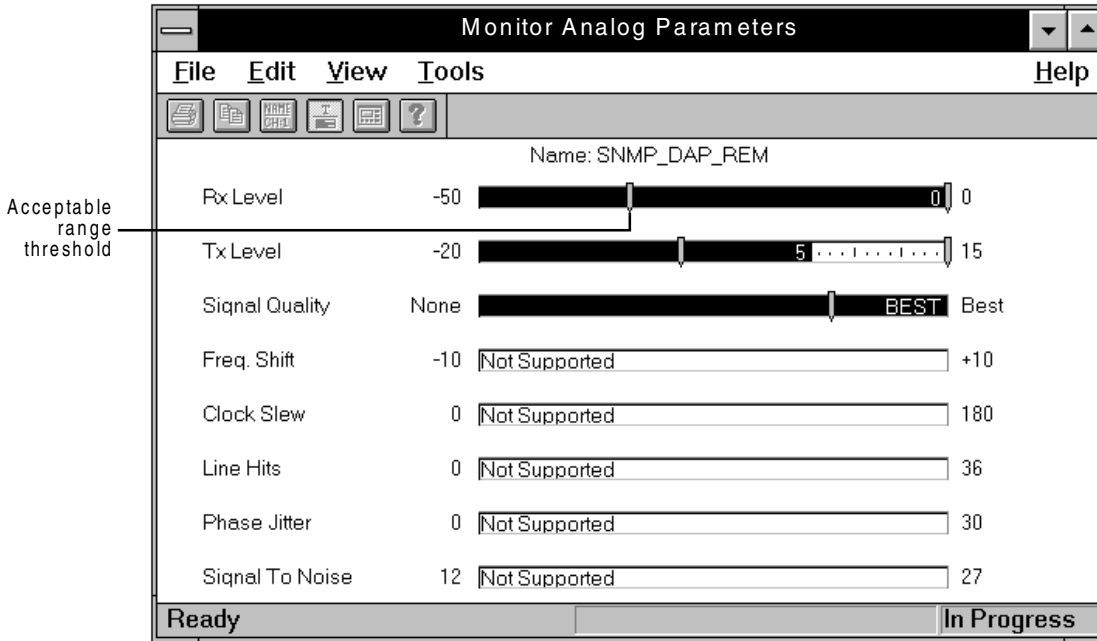 Monitor Analog Parameters
File Edit View Tools Help
NAME
CH:1
T
?
Name: SNMP_DAP_REM
Acceptable
range
threshold
Rx Level -50 0 0
Tx Level -20 5 15
Signal Quality None BEST Best
Freq. Shift -10 Not Supported +10
Clock Slew 0 Not Supported 180
Line Hits 0 Not Supported 36
Phase Jitter 0 Not Supported 30
Signal To Noise 12 Not Supported 27
Ready In Progress